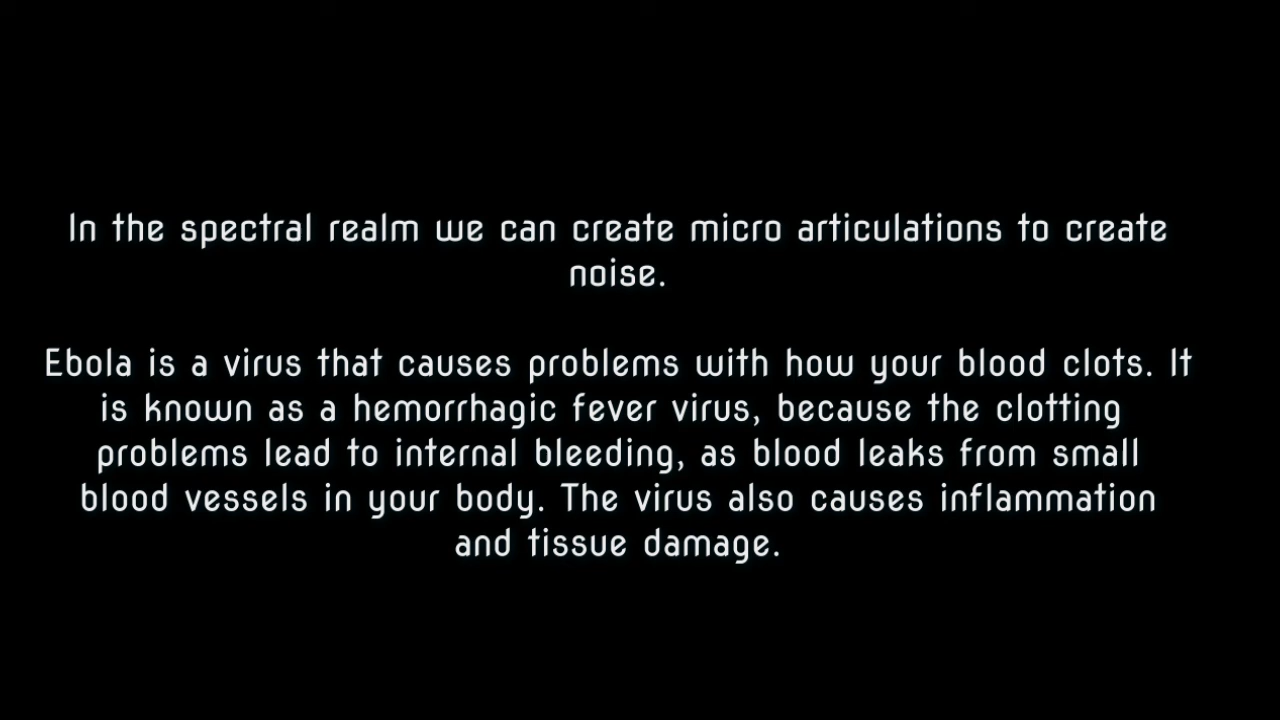 In the spectral realm we can create micro articulations to create
noise.
Ebola is a virus that causes problems with how your blood clots. It
is known as a hemorrhagic fever virus, because the clotting
problems lead to internal bleeding, as blood leaks from small
blood vessels in your body. The virus also causes inflammation
and tissue damage.